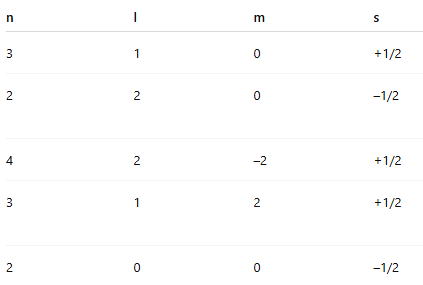 n l m s
3 1 0 +1/2
2 2 0 –1/2
4 2 –2 +1/2
3 1 2 +1/2
2 0 0 –1/2